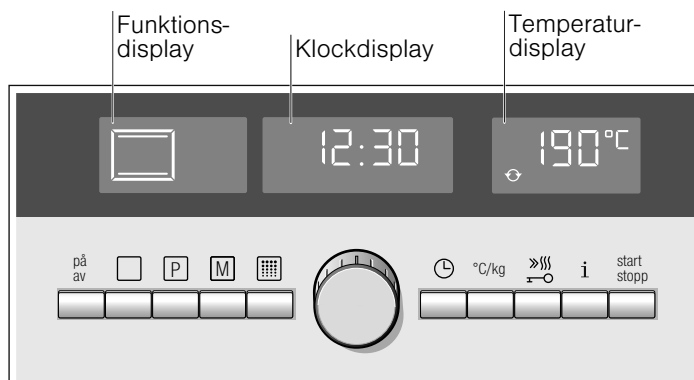 Funktions-
display
Klockdisplay
Temperatur-
display
12:30
190°C
på
av
P
M
°C/kg
i
start
stopp